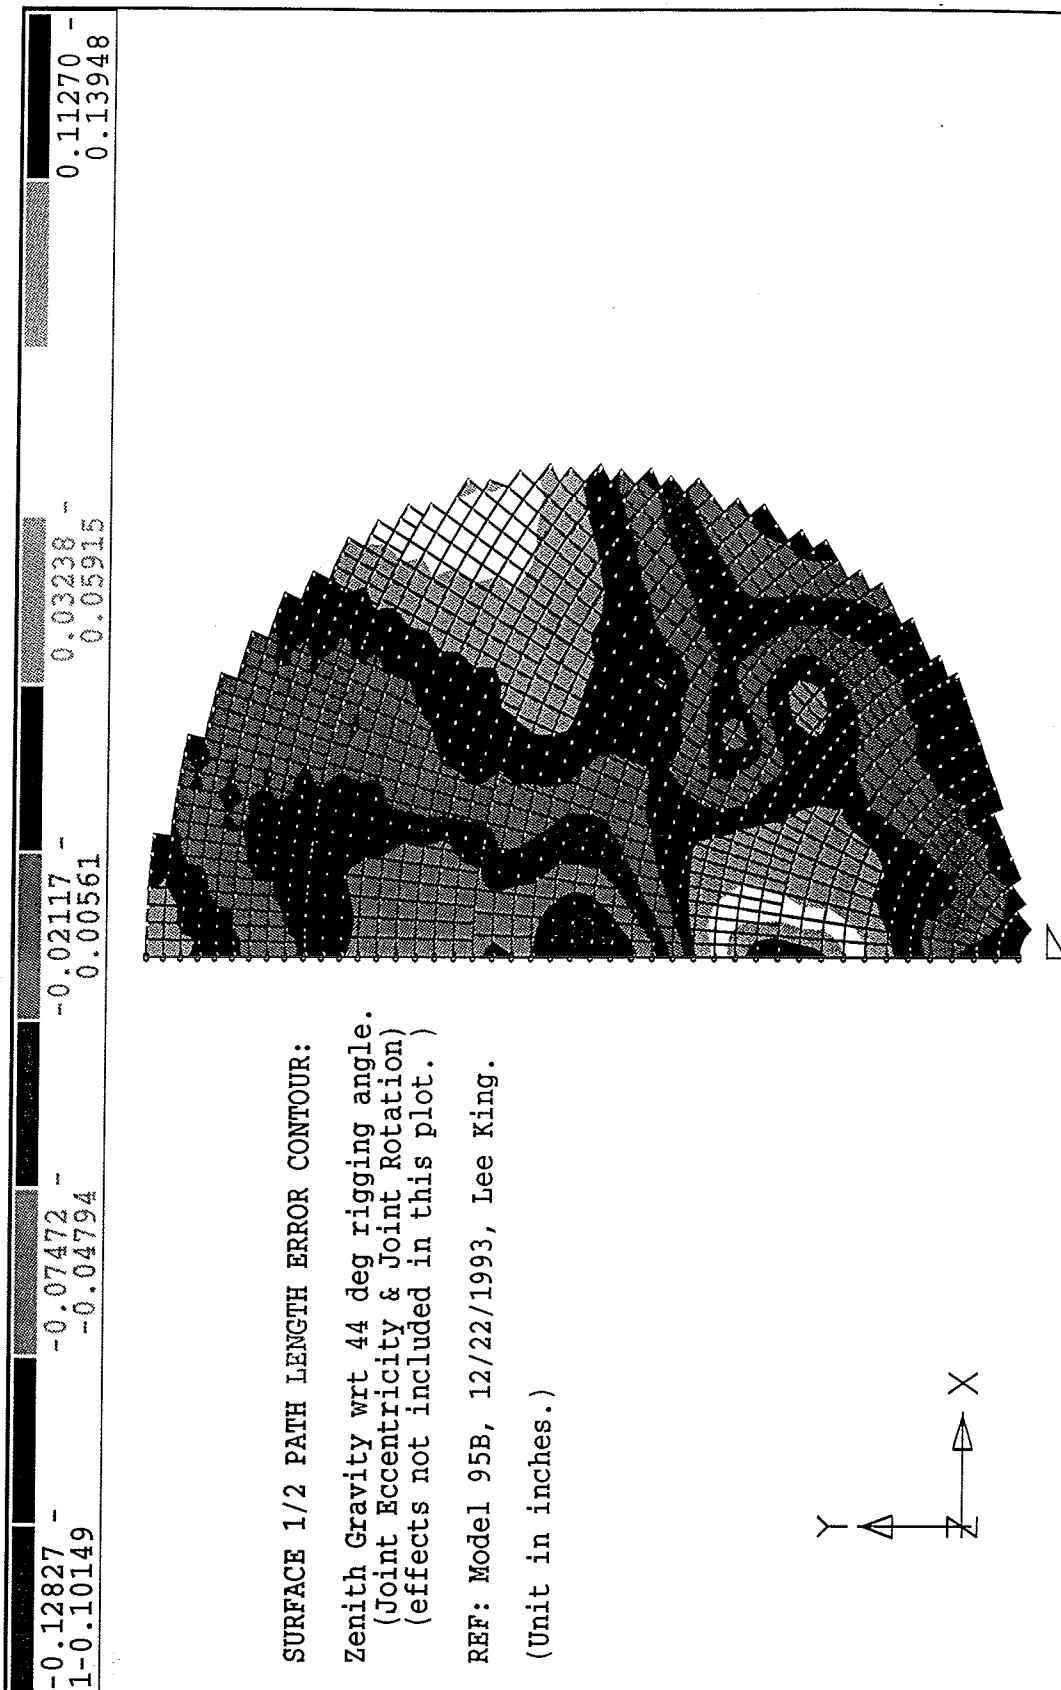 -0.12827 -
1-0.10149
-0.07472 -
-0.04794
-0.02117 -
0.00561
0.03238 -
0.05915
0.11270 -
0.13948
SURFACE 1/2 PATH LENGTH ERROR CONTOUR:
Zenith Gravity wrt 44 deg rigging angle.
(Joint Eccentricity & Joint Rotation)
(effects not included in this plot. )
REF: Model 95B, 12/22/1993, Lee King.
(Unit in inches.)
Y
Z
X